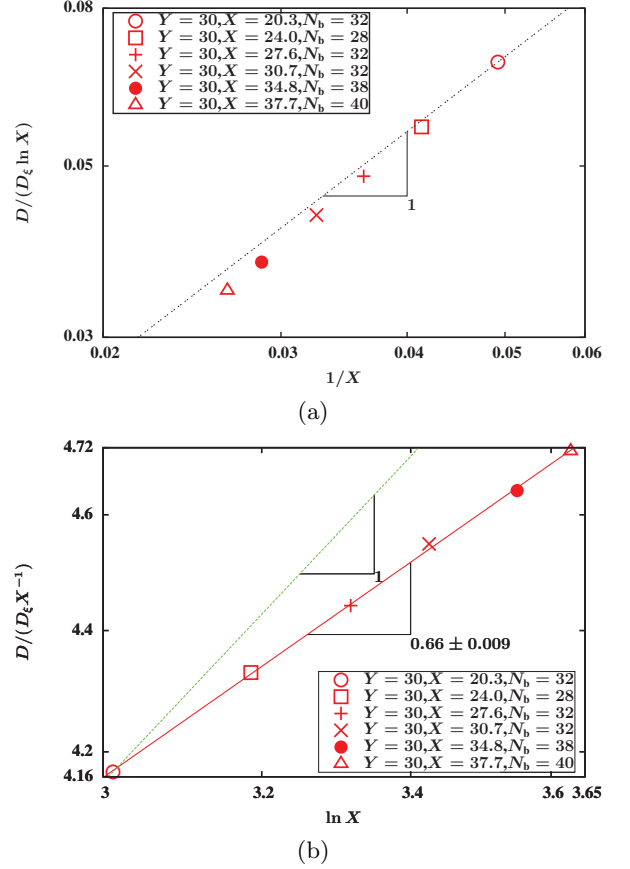 0.08
Y = 30,X = 20.3,N_b = 32
Y = 30,X = 24.0,N_b = 28
Y = 30,X = 27.6,N_b = 32
Y = 30,X = 30.7,N_b = 32
Y = 30,X = 34.8,N_b = 38
Y = 30,X = 37.7,N_b = 40
D/(D_ξ ln X)
0.05
1
0.03
0.02 0.03 0.04 0.05 0.06
1/X
(a)
4.72
4.6
D/(D_ξX⁻¹)
1
4.4
0.66 ± 0.009
Y = 30,X = 20.3,N_b = 32
Y = 30,X = 24.0,N_b = 28
Y = 30,X = 27.6,N_b = 32
Y = 30,X = 30.7,N_b = 32
Y = 30,X = 34.8,N_b = 38
Y = 30,X = 37.7,N_b = 40
4.2
4.16
3 3.2 3.4 3.6 3.65
ln X
(b)